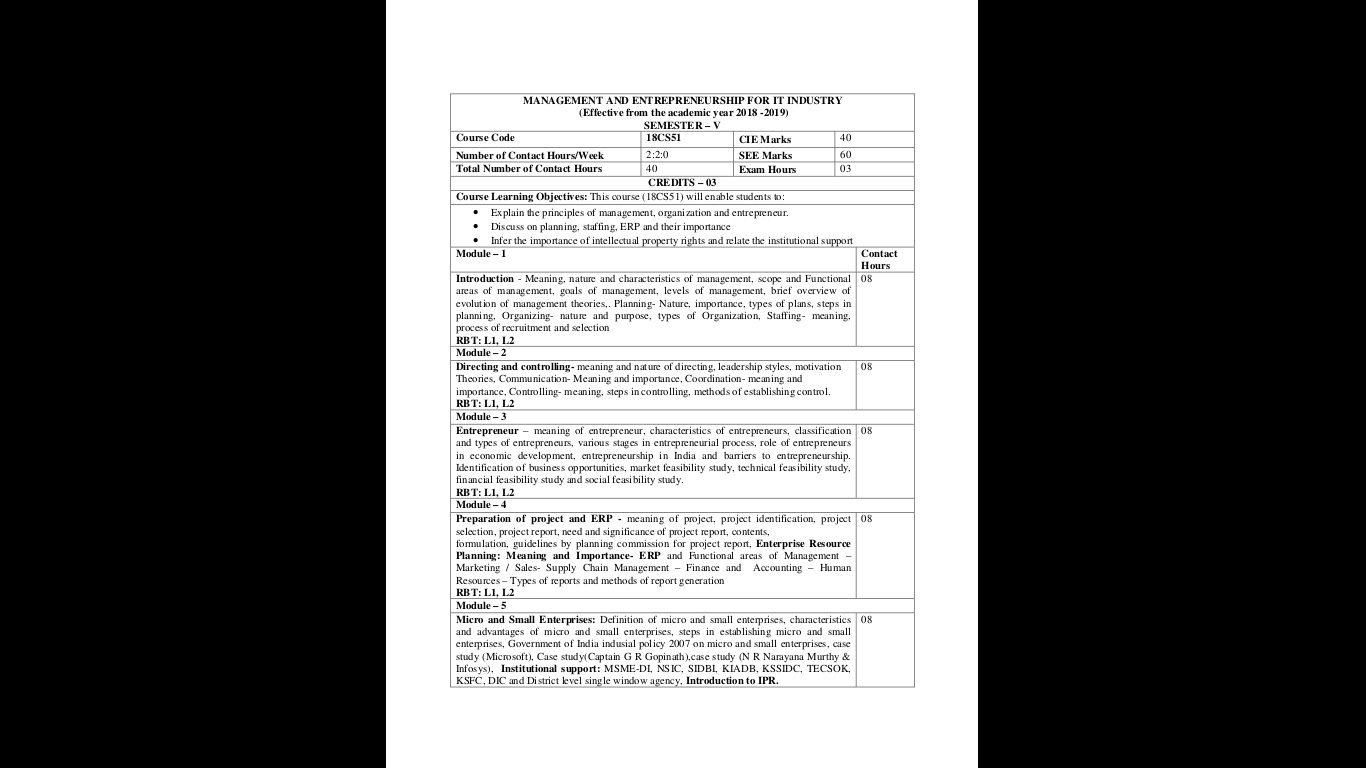 MANAGEMENT AND ENTREPRENEURSHIP FOR IT INDUSTRY
(Effective from the academic year 2018 -2019)
SEMESTER – V
Course Code 18CS51 CIE Marks 40
Number of Contact Hours/Week 2:2:0 SEE Marks 60
Total Number of Contact Hours 40 Exam Hours 03
CREDITS – 03
Course Learning Objectives: This course (18CS51) will enable students to:
• Explain the principles of management, organization and entrepreneur.
• Discuss on planning, staffing, ERP and their importance
• Infer the importance of intellectual property rights and relate the institutional support
Module – 1 Contact
Hours
Introduction - Meaning, nature and characteristics of management, scope and Functional 08
areas of management, goals of management, levels of management, brief overview of
evolution of management theories,. Planning- Nature, importance, types of plans, steps in
planning, Organizing- nature and purpose, types of Organization, Staffing- meaning,
process of recruitment and selection
RBT: L1, L2
Module – 2
Directing and controlling- meaning and nature of directing, leadership styles, motivation 08
Theories, Communication- Meaning and importance, Coordination- meaning and
importance, Controlling- meaning, steps in controlling, methods of establishing control.
RBT: L1, L2
Module – 3
Entrepreneur – meaning of entrepreneur, characteristics of entrepreneurs, classification 08
and types of entrepreneurs, various stages in entrepreneurial process, role of entrepreneurs
in economic development, entrepreneurship in India and barriers to entrepreneurship.
Identification of business opportunities, market feasibility study, technical feasibility study,
financial feasibility study and social feasibility study.
RBT: L1, L2
Module – 4
Preparation of project and ERP - meaning of project, project identification, project 08
selection, project report, need and significance of project report, contents,
formulation, guidelines by planning commission for project report, Enterprise Resource
Planning: Meaning and Importance- ERP and Functional areas of Management –
Marketing / Sales- Supply Chain Management – Finance and Accounting – Human
Resources – Types of reports and methods of report generation
RBT: L1, L2
Module – 5
Micro and Small Enterprises: Definition of micro and small enterprises, characteristics 08
and advantages of micro and small enterprises, steps in establishing micro and small
enterprises, Government of India indusial policy 2007 on micro and small enterprises, case
study (Microsoft), Case study(Captain G R Gopinath),case study (N R Narayana Murthy &
Infosys), Institutional support: MSME-DI, NSIC, SIDBI, KIADB, KSSIDC, TECSOK,
KSFC, DIC and District level single window agency, Introduction to IPR.